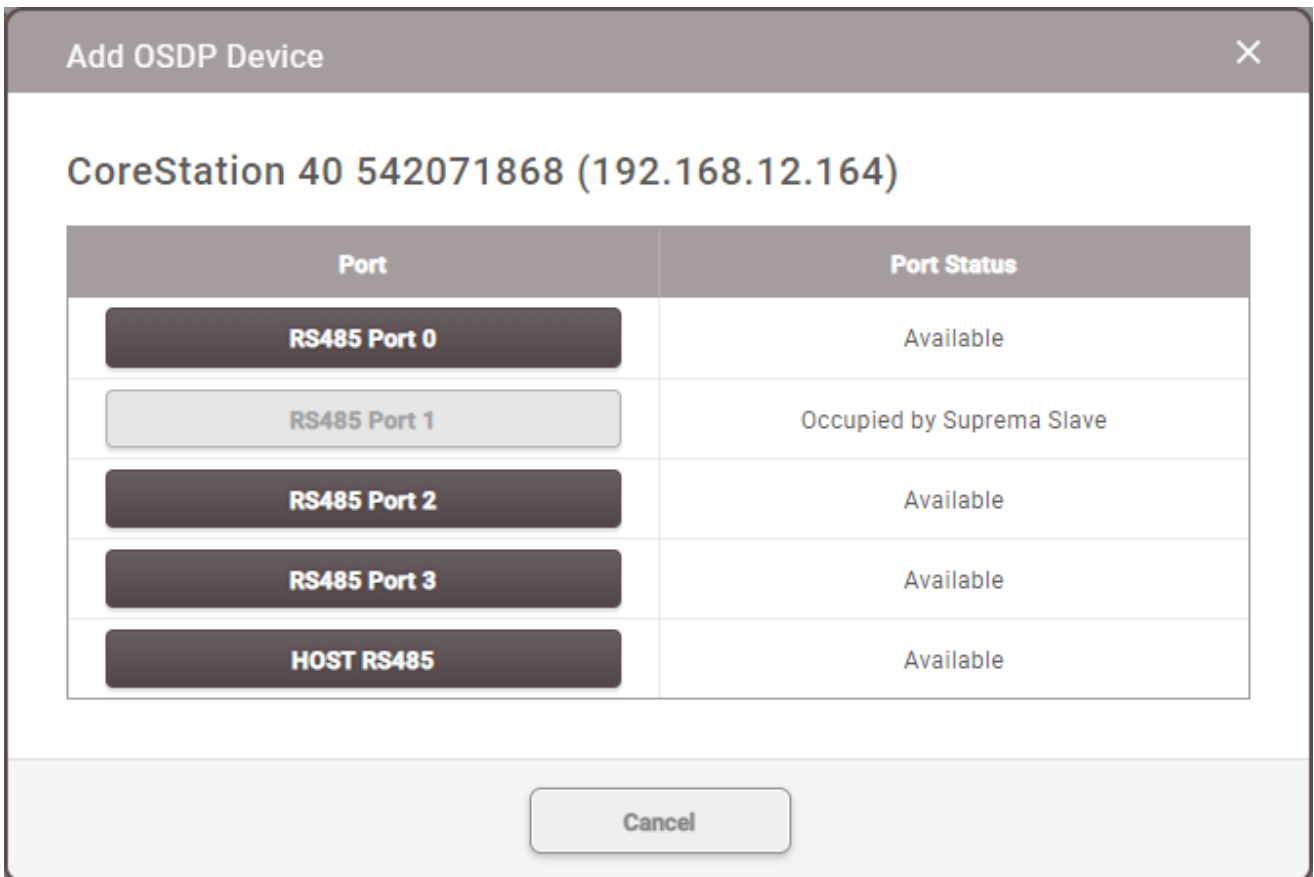 Add OSDP Device
CoreStation 40 542071868 (192.168.12.164)
Port Port Status
RS485 Port 0 Available
RS485 Port 1 Occupied by Suprema Slave
RS485 Port 2 Available
RS485 Port 3 Available
HOST RS485 Available
Cancel